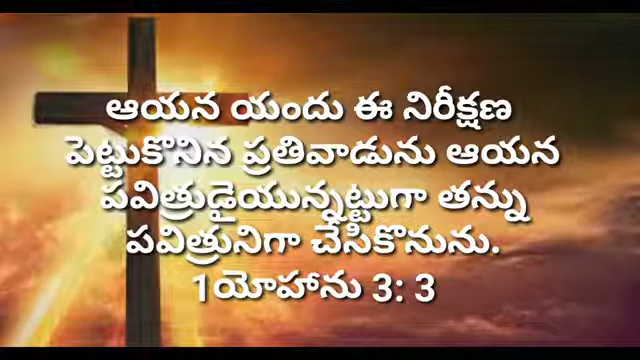 ఆయన యందు ఈ నిరీక్షణ
పెట్టుకొనిన ప్రతివాడును ఆయన
పవిత్రుడైయున్నట్టుగా తన్ను
పవిత్రునిగా చేసికొనును.
1యోహాను 3: 3